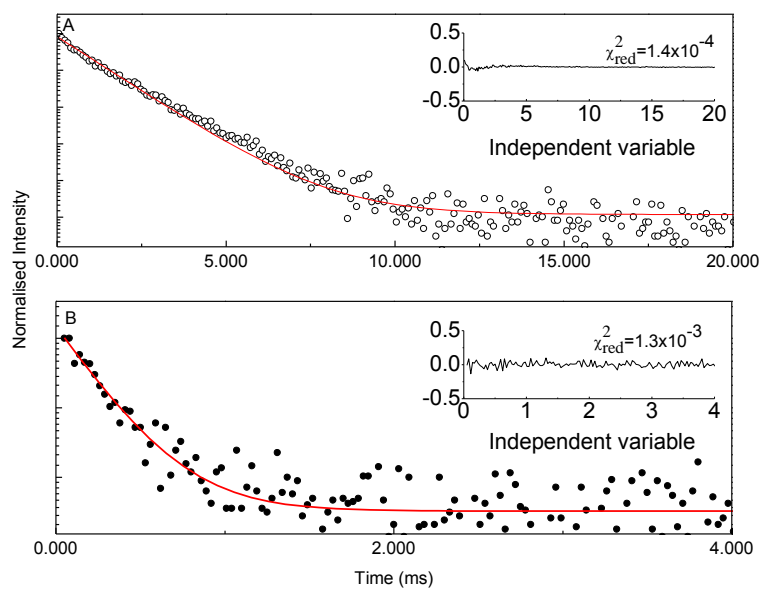 A
0.5
0.0
-0.5
χ²red=1.4x10-4
0 5 10 15 20
Independent variable
0.000 5.000 10.000 15.000 20.000
Normalised Intensity
B
0.5
0.0
-0.5
χ²red=1.3x10-3
0 1 2 3 4
Independent variable
0.000 2.000 4.000
Time (ms)